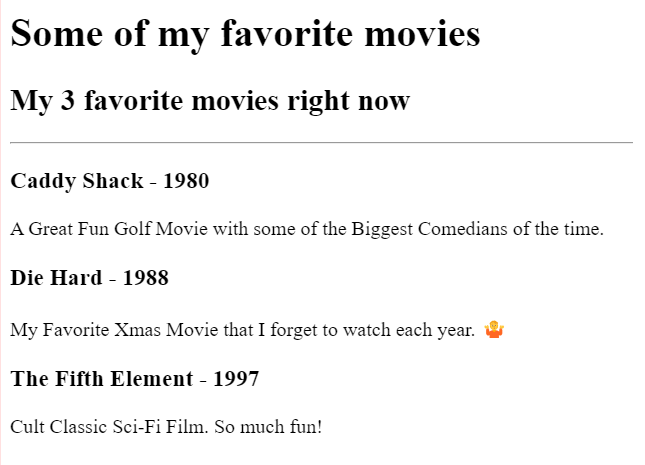 Some of my favorite movies
My 3 favorite movies right now
Caddy Shack - 1980
A Great Fun Golf Movie with some of the Biggest Comedians of the time.
Die Hard - 1988
My Favorite Xmas Movie that I forget to watch each year. 🤷
The Fifth Element - 1997
Cult Classic Sci-Fi Film. So much fun!